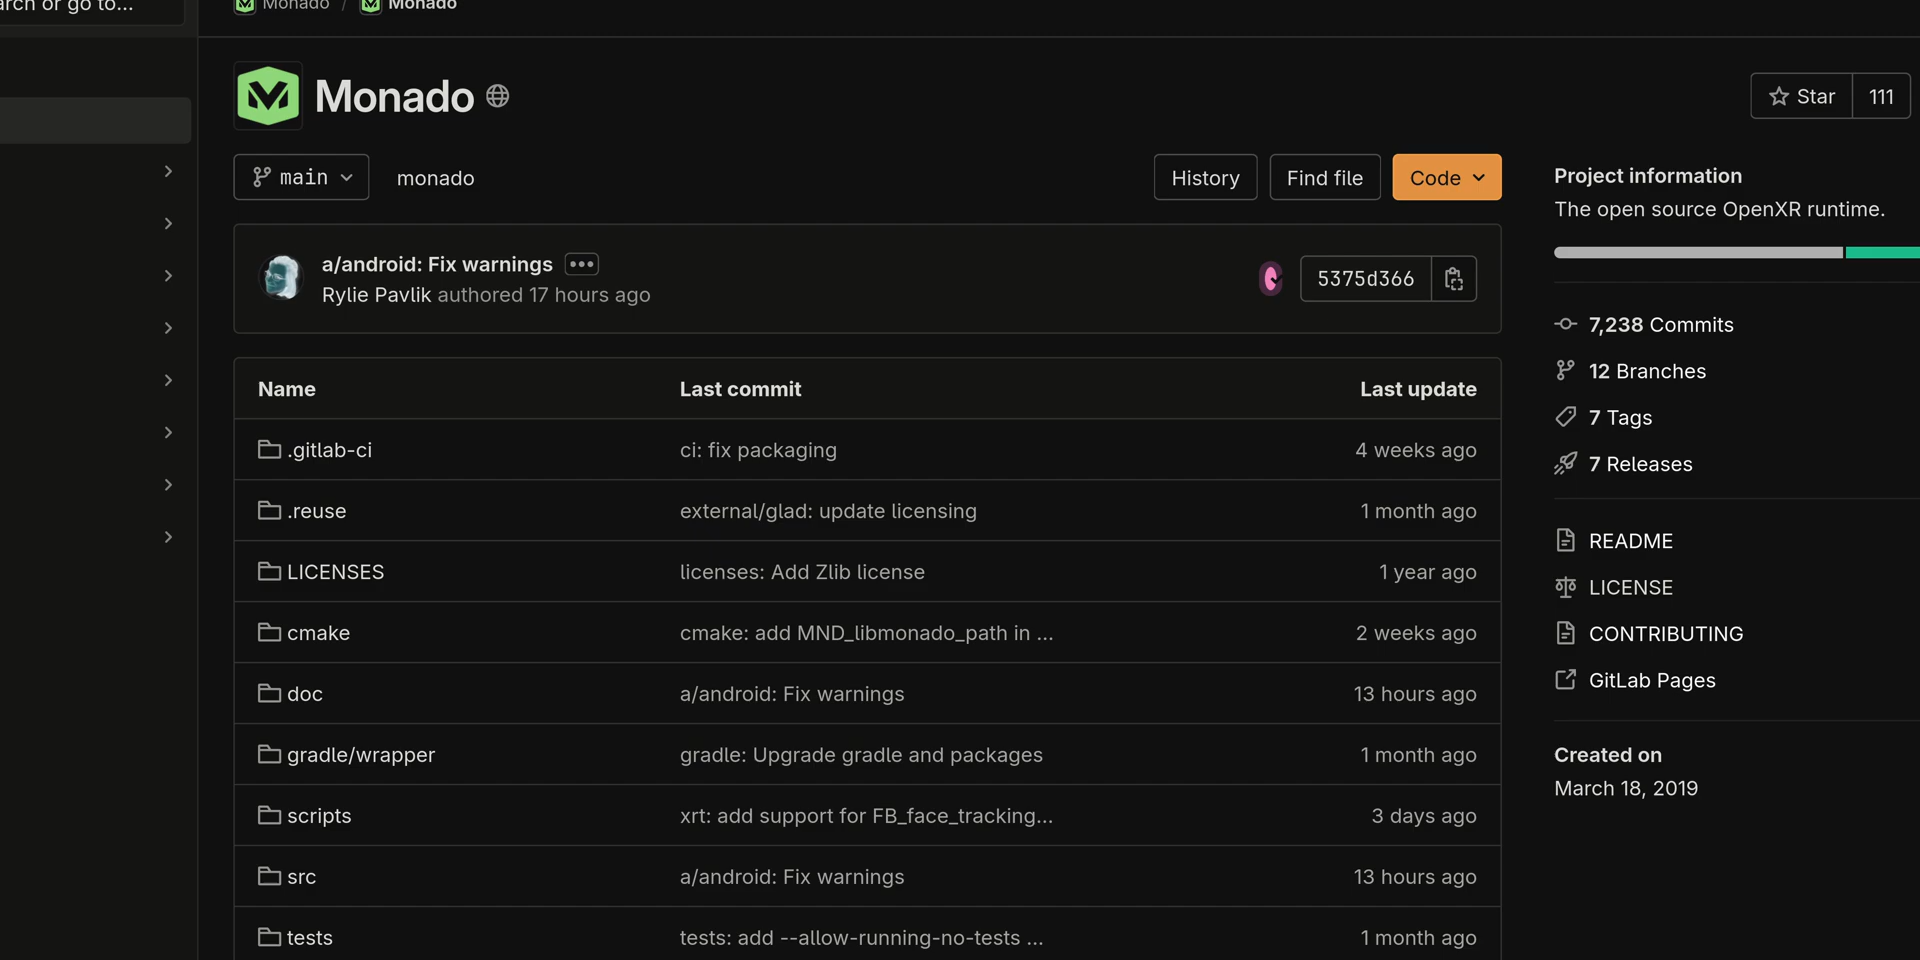 arch or go to...
Monado / Monado
Monado
Star 111
main monado History Find file Code
a/android: Fix warnings
Rylie Pavlik authored 17 hours ago
5375d366
Name Last commit Last update
.gitlab-ci ci: fix packaging 4 weeks ago
.reuse external/glad: update licensing 1 month ago
LICENSES licenses: Add Zlib license 1 year ago
cmake cmake: add MND_libmonado_path in ... 2 weeks ago
doc a/android: Fix warnings 13 hours ago
gradle/wrapper gradle: Upgrade gradle and packages 1 month ago
scripts xrt: add support for FB_face_tracking... 3 days ago
src a/android: Fix warnings 13 hours ago
tests tests: add --allow-running-no-tests ... 1 month ago
Project information
The open source OpenXR runtime.
7,238 Commits
12 Branches
7 Tags
7 Releases
README
LICENSE
CONTRIBUTING
GitLab Pages
Created on
March 18, 2019